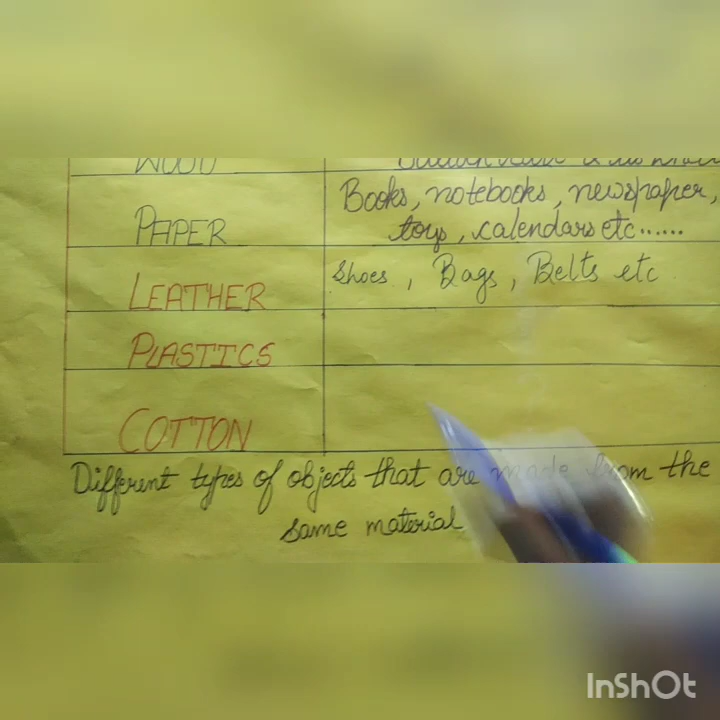 WOOD
PAPER
Books, notebooks, newspaper,
toys, calendars etc......
LEATHER
Shoes, Bags, Belts etc
PLASTICS
COTTON
Different types of objects that are made from the
same material
InShOt